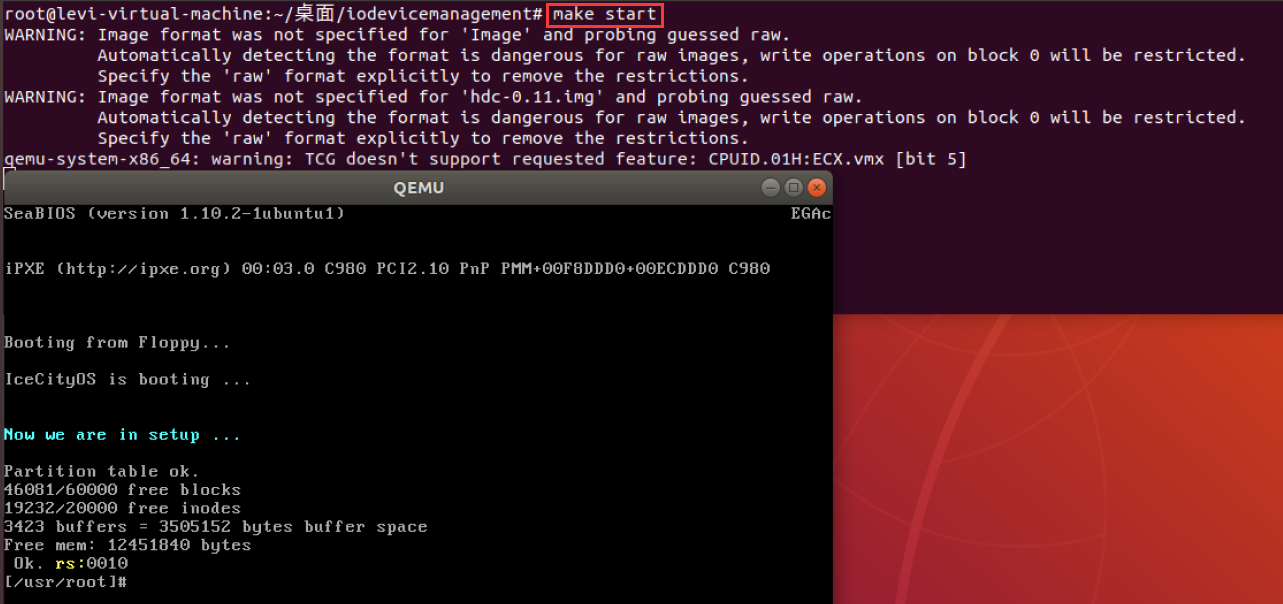 root@levi-virtual-machine:~/桌面/iodevicemanagement# make start
WARNING: Image format was not specified for 'Image' and probing guessed raw.
Automatically detecting the format is dangerous for raw images, write operations on block 0 will be restricted.
Specify the 'raw' format explicitly to remove the restrictions.
WARNING: Image format was not specified for 'hdc-0.11.img' and probing guessed raw.
Automatically detecting the format is dangerous for raw images, write operations on block 0 will be restricted.
Specify the 'raw' format explicitly to remove the restrictions.
qemu-system-x86_64: warning: TCG doesn't support requested feature: CPUID.01H:ECX.vmx [bit 5]
QEMU
SeaBIOS (version 1.10.2-1ubuntu1) EGAc
iPXE (http://ipxe.org) 00:03.0 C980 PCI2.10 PnP PMM+00F8DDD0+00ECDDD0 C980
Booting from Floppy...
IceCityOS is booting ...
Now we are in setup ...
Partition table ok.
46081/60000 free blocks
19232/20000 free inodes
3423 buffers = 3505152 bytes buffer space
Free mem: 12451840 bytes
Ok. rs:0010
[/usr/root]#